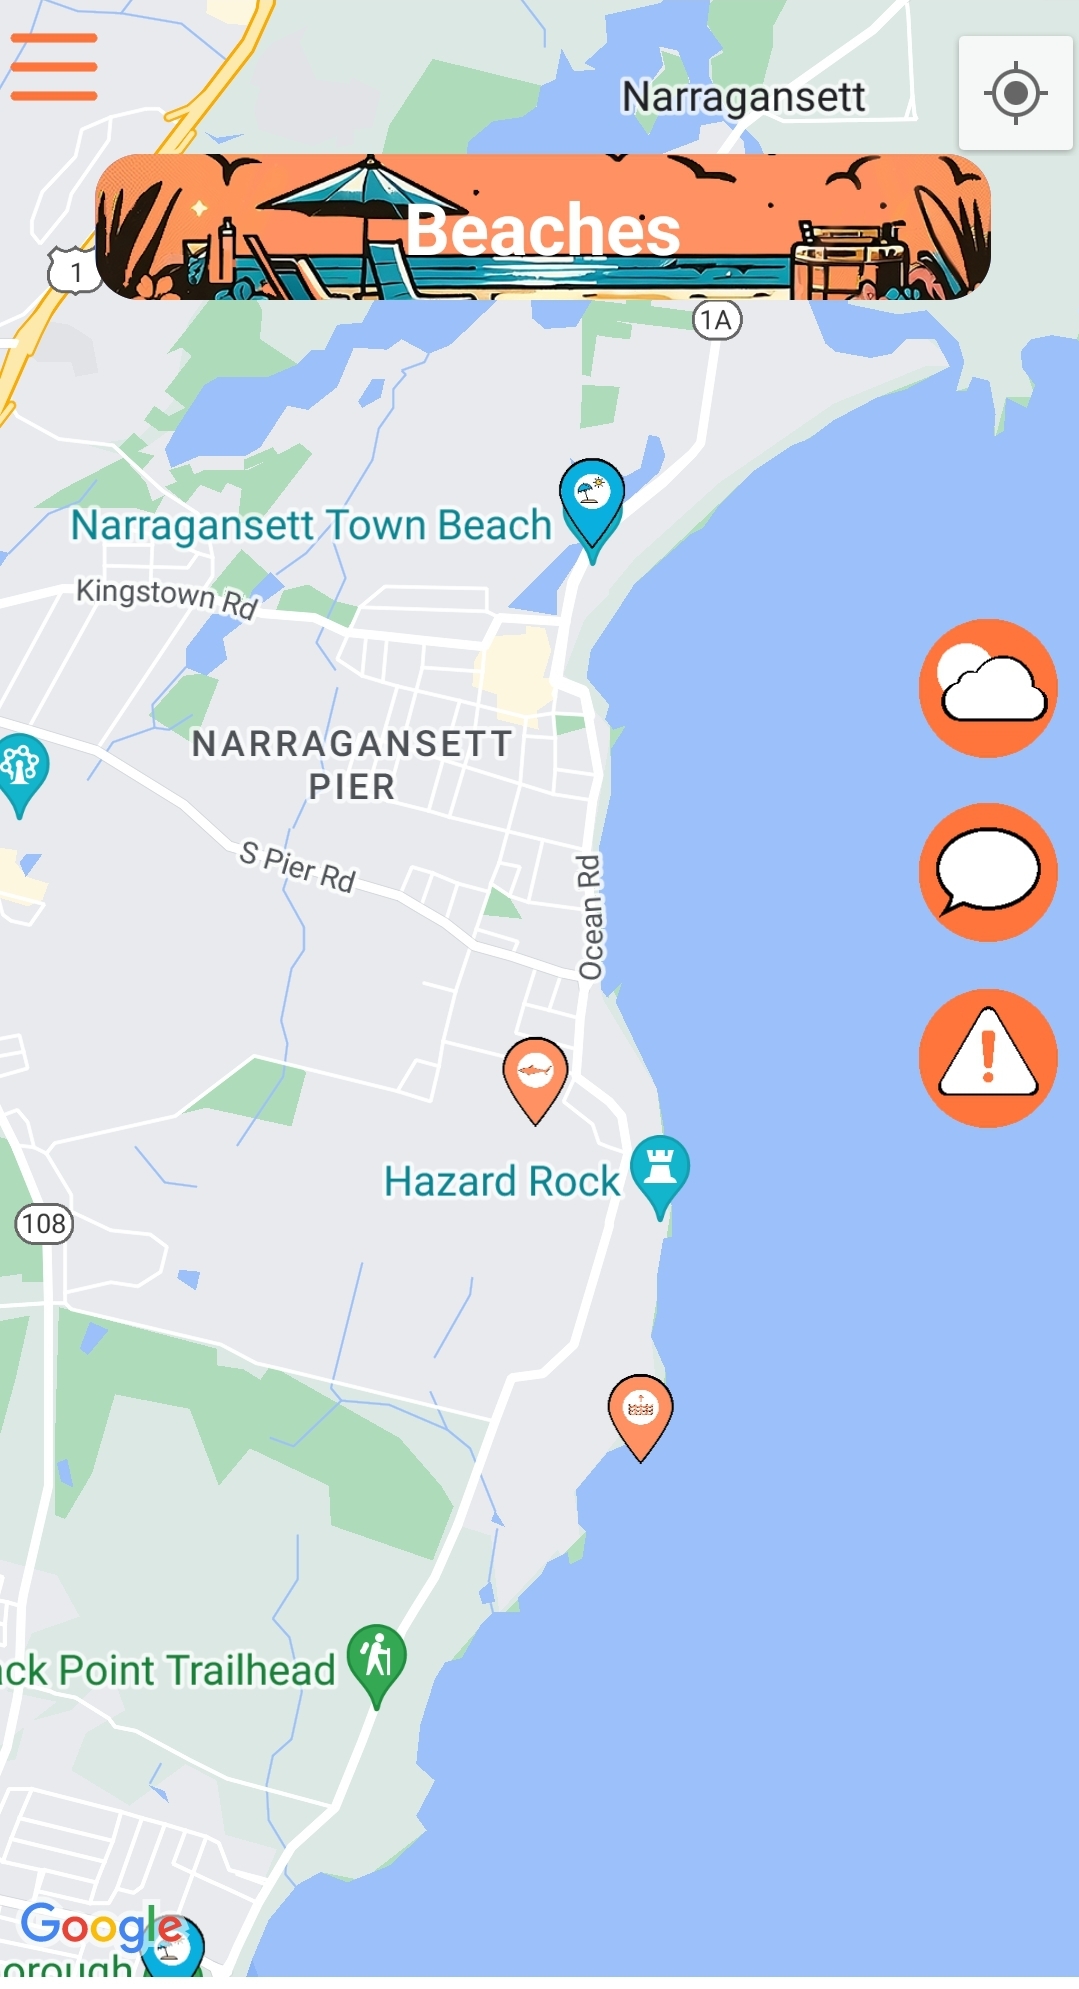 Narragansett
Beaches
1
1A
Narragansett Town Beach
Kingstown Rd
NARRAGANSETT
PIER
S Pier Rd
Ocean Rd
Hazard Rock
108
ck Point Trailhead
Google
orough